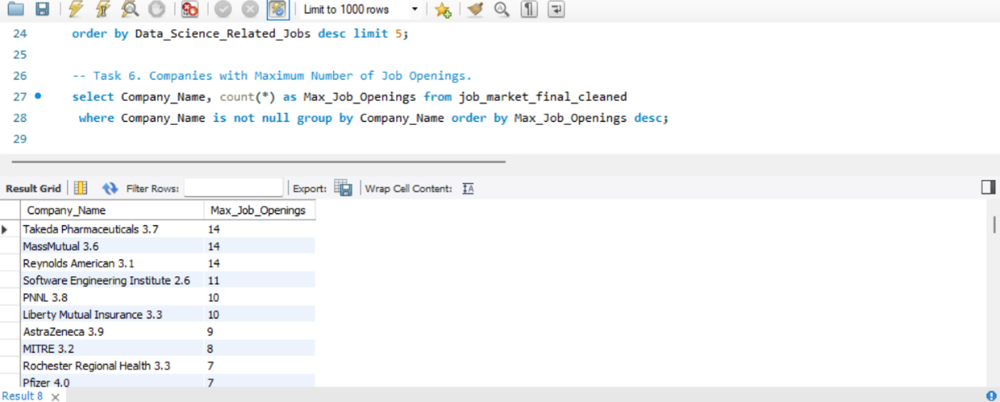 Limit to 1000 rows
24 order by Data_Science_Related_Jobs desc limit 5;
25
26 -- Task 6. Companies with Maximum Number of Job Openings.
27 select Company_Name, count(*) as Max_Job_Openings from job_market_final_cleaned
28 where Company_Name is not null group by Company_Name order by Max_Job_Openings desc;
29
Result Grid Filter Rows: Export: Wrap Cell Content: IA
Company_Name Max_Job_Openings
Takeda Pharmaceuticals 3.7 14
MassMutual 3.6 14
Reynolds American 3.1 14
Software Engineering Institute 2.6 11
PNNL 3.8 10
Liberty Mutual Insurance 3.3 10
AstraZeneca 3.9 9
MITRE 3.2 8
Rochester Regional Health 3.3 7
Pfizer 4.0 7
Result 8